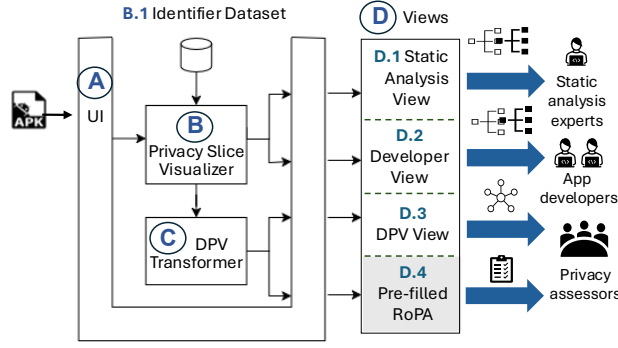 B.1 Identifier Dataset
D Views
A
UI
APK
B
Privacy Slice
Visualizer
C DPV
Transformer
D.1 Static
Analysis
View
D.2
Developer
View
D.3
DPV View
D.4
Pre-filled
RoPA
Static
analysis
experts
App
developers
Privacy
assessors